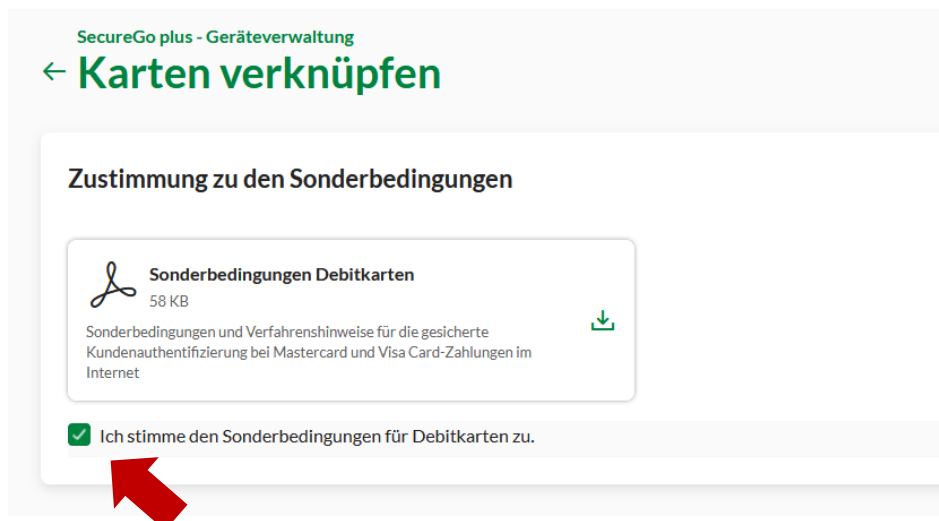 SecureGo plus - Geräteverwaltung
Karten verknüpfen
Zustimmung zu den Sonderbedingungen
Sonderbedingungen Debitkarten
58 KB
Sonderbedingungen und Verfahrenshinweise für die gesicherte
Kundenauthentifizierung bei Mastercard und Visa Card-Zahlungen im
Internet
Ich stimme den Sonderbedingungen für Debitkarten zu.